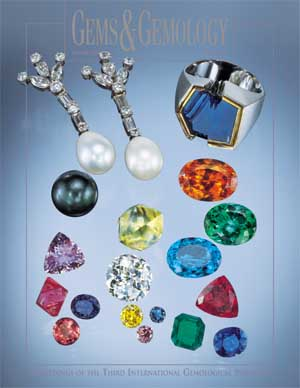 GEMS & GEMOLOGY
PROCEEDINGS OF THE THIRD INTERNATIONAL GEMOLOGICAL SYMPOSIUM